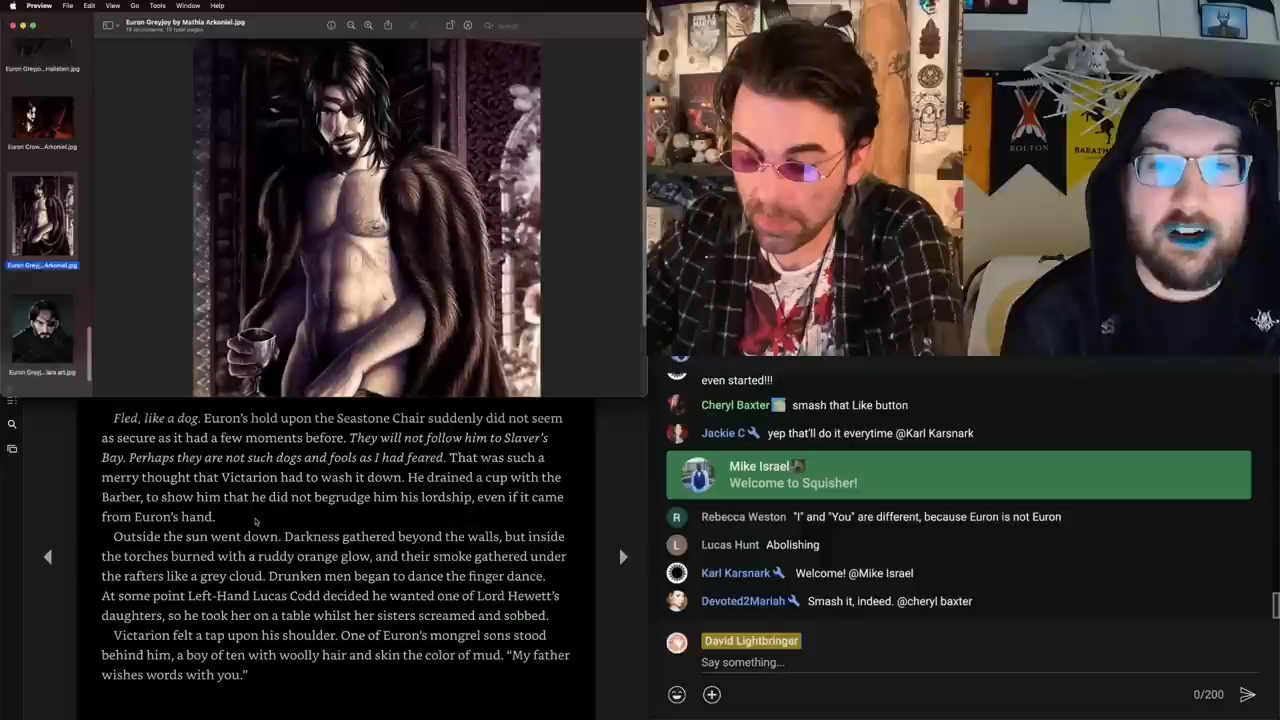 Preview File Edit View Go Tools Window Help
Euron Greyjoy by Mathia Arkoniel.jpg
Search
Euron Greyjo...Hailstein.jpg
Euron Crow...Arkoniel.jpg
Euron Greyj...Arkoniel.jpg
Euron Greyj...iara art.jpg
BOLTON
BARATH
Fled, like a dog. Euron's hold upon the Seastone Chair suddenly did not seem
as secure as it had a few moments before. They will not follow him to Slaver's
Bay. Perhaps they are not such dogs and fools as I had feared. That was such a
merry thought that Victarion had to wash it down. He drained a cup with the
Barber, to show him that he did not begrudge him his lordship, even if it came
from Euron's hand.
Outside the sun went down. Darkness gathered beyond the walls, but inside
the torches burned with a ruddy orange glow, and their smoke gathered under
the rafters like a grey cloud. Drunken men began to dance the finger dance.
At some point Left-Hand Lucas Codd decided he wanted one of Lord Hewett's
daughters, so he took her on a table whilst her sisters screamed and sobbed.
Victarion felt a tap upon his shoulder. One of Euron's mongrel sons stood
behind him, a boy of ten with woolly hair and skin the color of mud. “My father
wishes words with you.”
even started!!!
Cheryl Baxter smash that Like button
Jackie C yep that'll do it everytime @Karl Karsnark
Mike Israel
Welcome to Squisher!
R Rebecca Weston "I" and "You" are different, because Euron is not Euron
L Lucas Hunt Abolishing
Karl Karsnark Welcome! @Mike Israel
Devoted2Mariah Smash it, indeed. @cheryl baxter
David Lightbringer
Say something...
0/200